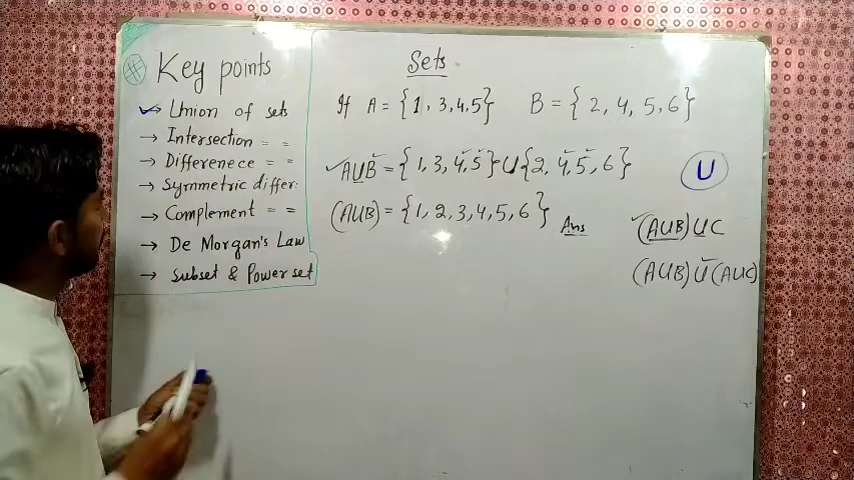 # Key points
→ Union of sets
→ Intersection = =
→ Differenece = =
→ Symmetric differ:
→ Complement = =
→ De Morgan's Law
→ Subset & Power set
Sets
If A = {1, 3, 4, 5} B = { 2, 4, 5, 6 }
AUB = { 1, 3, 4, 5 } U { 2, 4, 5, 6 }
(AUB) = { 1, 2, 3, 4, 5, 6 } Ans
U
(AUB)UC
(AUB)U(AUC)